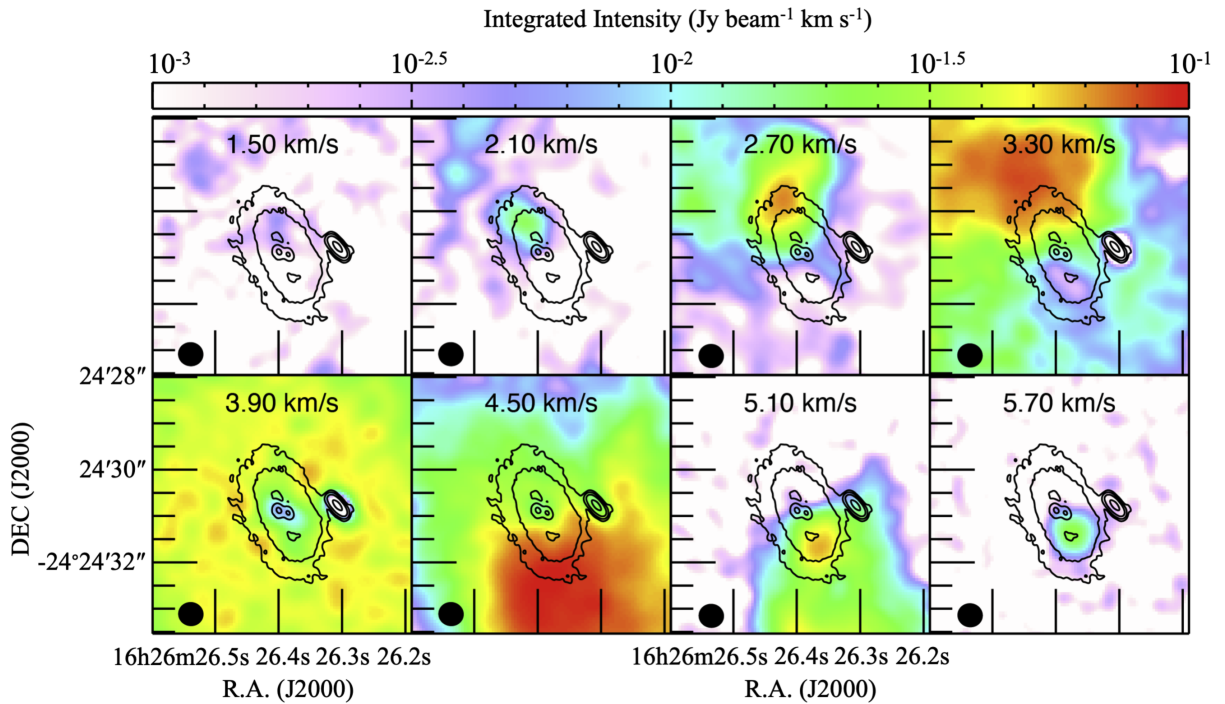 Integrated Intensity (Jy beam⁻¹ km s⁻¹)
10⁻³ 10⁻²·⁵ 10⁻² 10⁻¹·⁵ 10⁻¹
1.50 km/s 2.10 km/s 2.70 km/s 3.30 km/s
24′28″
3.90 km/s 4.50 km/s 5.10 km/s 5.70 km/s
24′30″
DEC (J2000)
-24°24′32″
16h26m26.5s 26.4s 26.3s 26.2s 16h26m26.5s 26.4s 26.3s 26.2s
R.A. (J2000) R.A. (J2000)